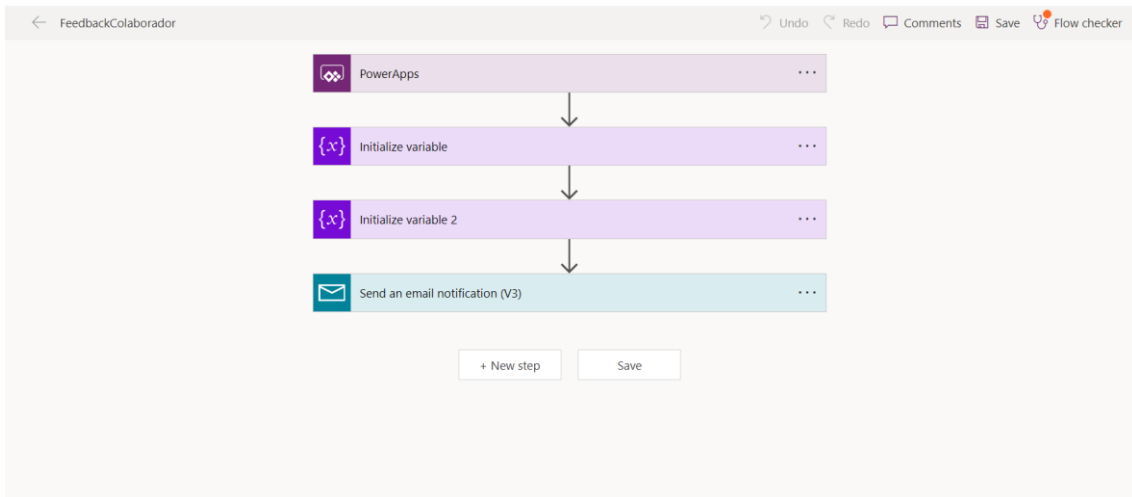 FeedbackColaborador Undo Redo Comments Save Flow checker
PowerApps
{x} Initialize variable
{x} Initialize variable 2
Send an email notification (V3)
+ New step Save